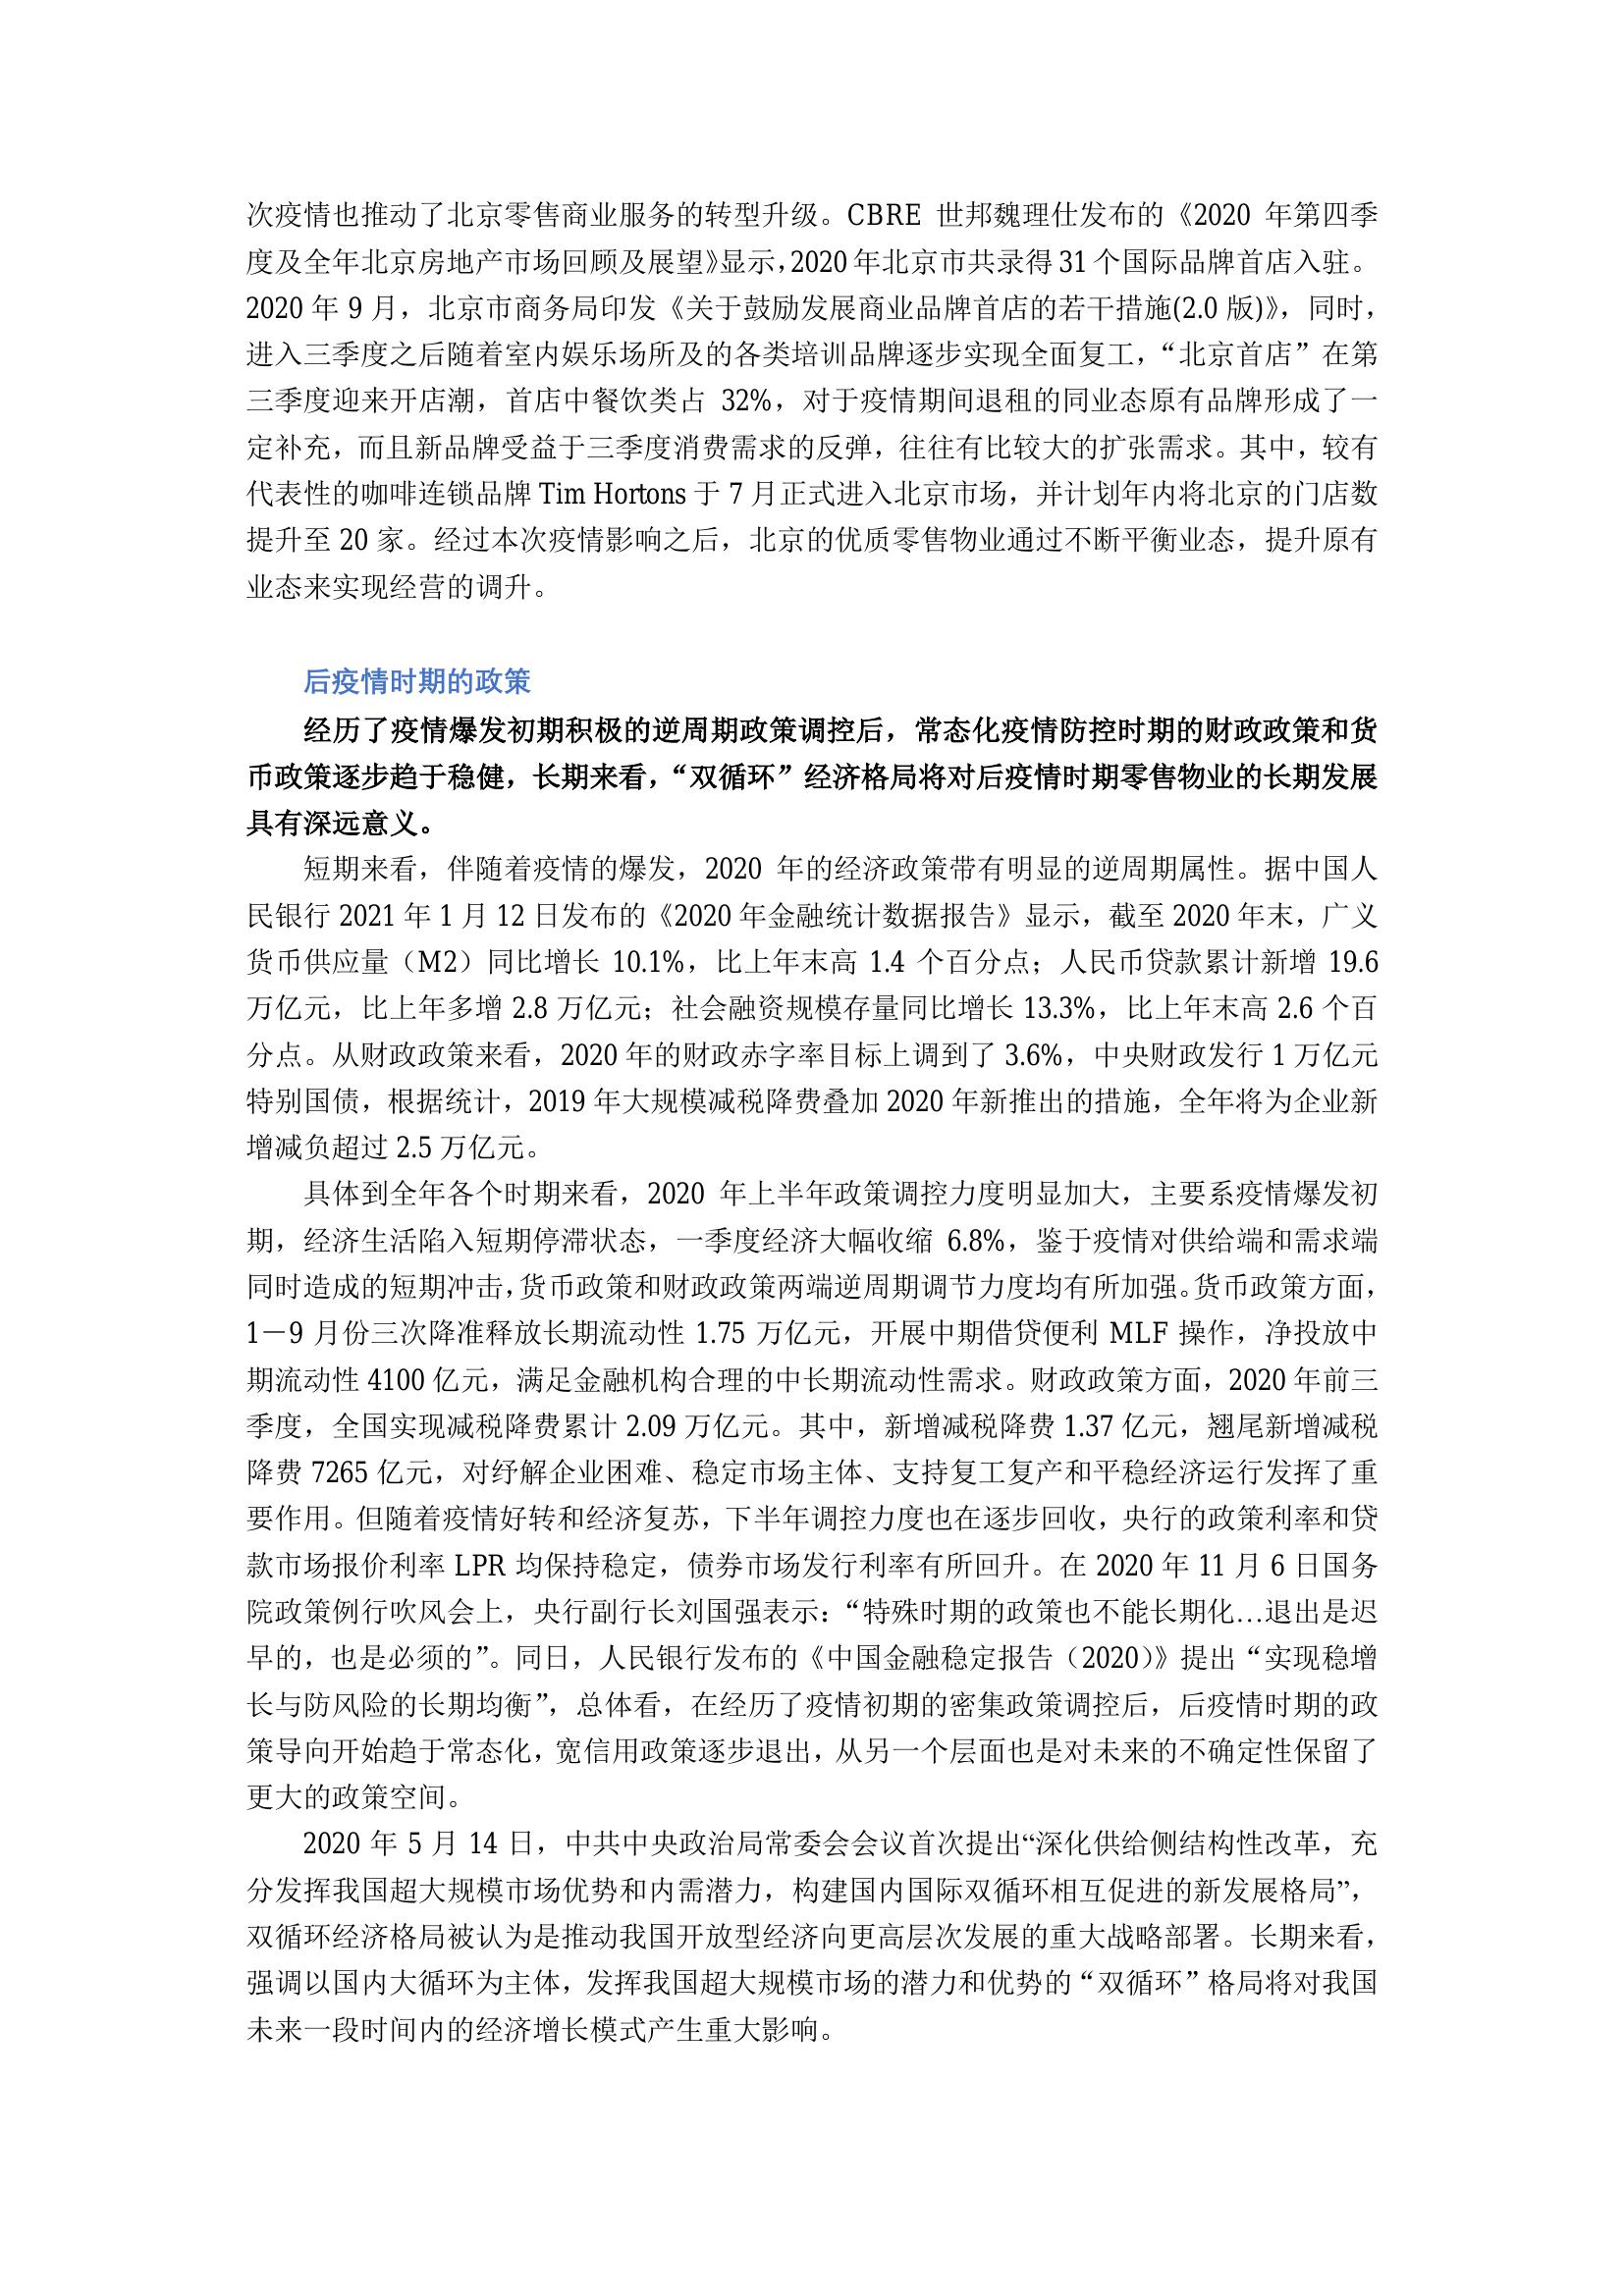 次疫情也推动了北京零售商业服务的转型升级。CBRE 世邦魏理仕发布的《2020 年第四季
度及全年北京房地产市场回顾及展望》显示，2020 年北京市共录得 31 个国际品牌首店入驻。
2020 年 9 月，北京市商务局印发《关于鼓励发展商业品牌首店的若干措施(2.0 版)》，同时，
进入三季度之后随着室内娱乐场所及的各类培训品牌逐步实现全面复工，“北京首店”在第
三季度迎来开店潮，首店中餐饮类占 32%，对于疫情期间退租的同业态原有品牌形成了一
定补充，而且新品牌受益于三季度消费需求的反弹，往往有比较大的扩张需求。其中，较有
代表性的咖啡连锁品牌 Tim Hortons 于 7 月正式进入北京市场，并计划年内将北京的门店数
提升至 20 家。经过本次疫情影响之后，北京的优质零售物业通过不断平衡业态，提升原有
业态来实现经营的调升。
后疫情时期的政策
经历了疫情爆发初期积极的逆周期政策调控后，常态化疫情防控时期的财政政策和货
币政策逐步趋于稳健，长期来看，“双循环”经济格局将对后疫情时期零售物业的长期发展
具有深远意义。
短期来看，伴随着疫情的爆发，2020 年的经济政策带有明显的逆周期属性。据中国人
民银行 2021 年 1 月 12 日发布的《2020 年金融统计数据报告》显示，截至 2020 年末，广义
货币供应量（M2）同比增长 10.1%，比上年末高 1.4 个百分点；人民币贷款累计新增 19.6
万亿元，比上年多增 2.8 万亿元；社会融资规模存量同比增长 13.3%，比上年末高 2.6 个百
分点。从财政政策来看，2020 年的财政赤字率目标上调到了 3.6%，中央财政发行 1 万亿元
特别国债，根据统计，2019 年大规模减税降费叠加 2020 年新推出的措施，全年将为企业新
增减负超过 2.5 万亿元。
具体到全年各个时期来看，2020 年上半年政策调控力度明显加大，主要系疫情爆发初
期，经济生活陷入短期停滞状态，一季度经济大幅收缩 6.8%，鉴于疫情对供给端和需求端
同时造成的短期冲击，货币政策和财政政策两端逆周期调节力度均有所加强。货币政策方面，
1—9 月份三次降准释放长期流动性 1.75 万亿元，开展中期借贷便利 MLF 操作，净投放中
期流动性 4100 亿元，满足金融机构合理的中长期流动性需求。财政政策方面，2020 年前三
季度，全国实现减税降费累计 2.09 万亿元。其中，新增减税降费 1.37 亿元，翘尾新增减税
降费 7265 亿元，对纾解企业困难、稳定市场主体、支持复工复产和平稳经济运行发挥了重
要作用。但随着疫情好转和经济复苏，下半年调控力度也在逐步回收，央行的政策利率和贷
款市场报价利率 LPR 均保持稳定，债券市场发行利率有所回升。在 2020 年 11 月 6 日国务
院政策例行吹风会上，央行副行长刘国强表示：“特殊时期的政策也不能长期化…退出是迟
早的，也是必须的”。同日，人民银行发布的《中国金融稳定报告（2020）》提出“实现稳增
长与防风险的长期均衡”，总体看，在经历了疫情初期的密集政策调控后，后疫情时期的政
策导向开始趋于常态化，宽信用政策逐步退出，从另一个层面也是对未来的不确定性保留了
更大的政策空间。
2020 年 5 月 14 日，中共中央政治局常委会会议首次提出“深化供给侧结构性改革，充
分发挥我国超大规模市场优势和内需潜力，构建国内国际双循环相互促进的新发展格局”，
双循环经济格局被认为是推动我国开放型经济向更高层次发展的重大战略部署。长期来看，
强调以国内大循环为主体，发挥我国超大规模市场的潜力和优势的“双循环”格局将对我国
未来一段时间内的经济增长模式产生重大影响。